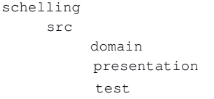 schelling
src
domain
presentation
test